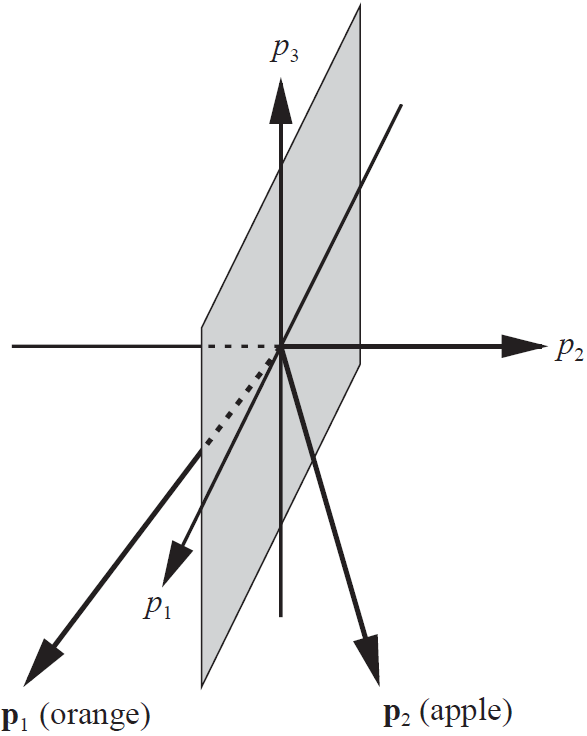 p₃
p₂
p₁
p₁ (orange)
p₂ (apple)